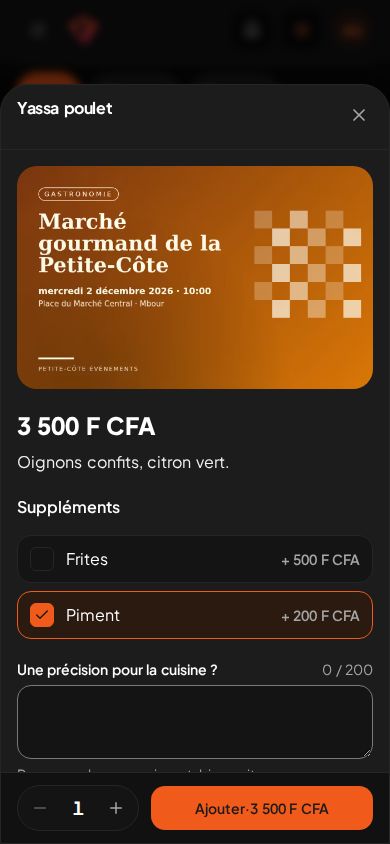 Yassa poulet
GASTRONOMIE
Marché
gourmand de la
Petite-Côte
mercredi 2 décembre 2026 · 10:00
Place du Marché Central · Mbour
PETITE-CÔTE ÉVÉNEMENTS
3 500 F CFA
Oignons confits, citron vert.
Suppléments
Frites + 500 F CFA
Piment + 200 F CFA
Une précision pour la cuisine ? 0 / 200
1 Ajouter·3 500 F CFA